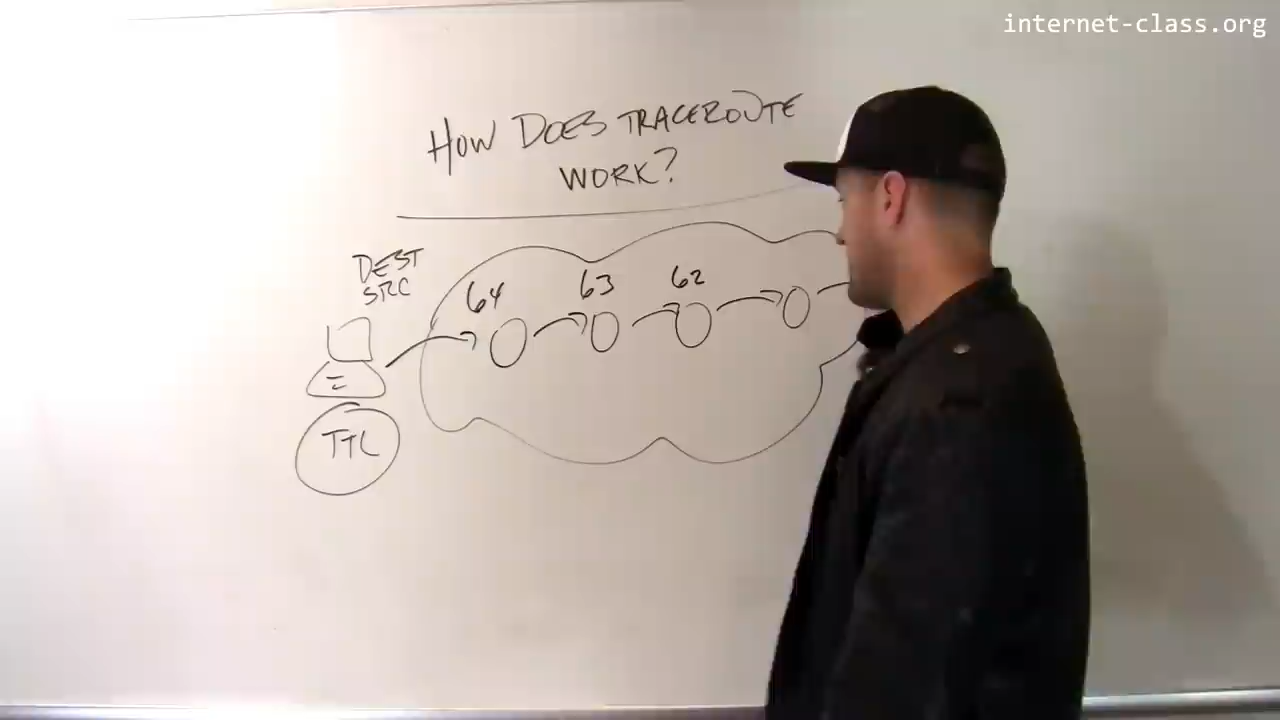 internet-class.org
HOW DOES TRACEROUTE
WORK?
DEST
SRC
64 63 62
TTL